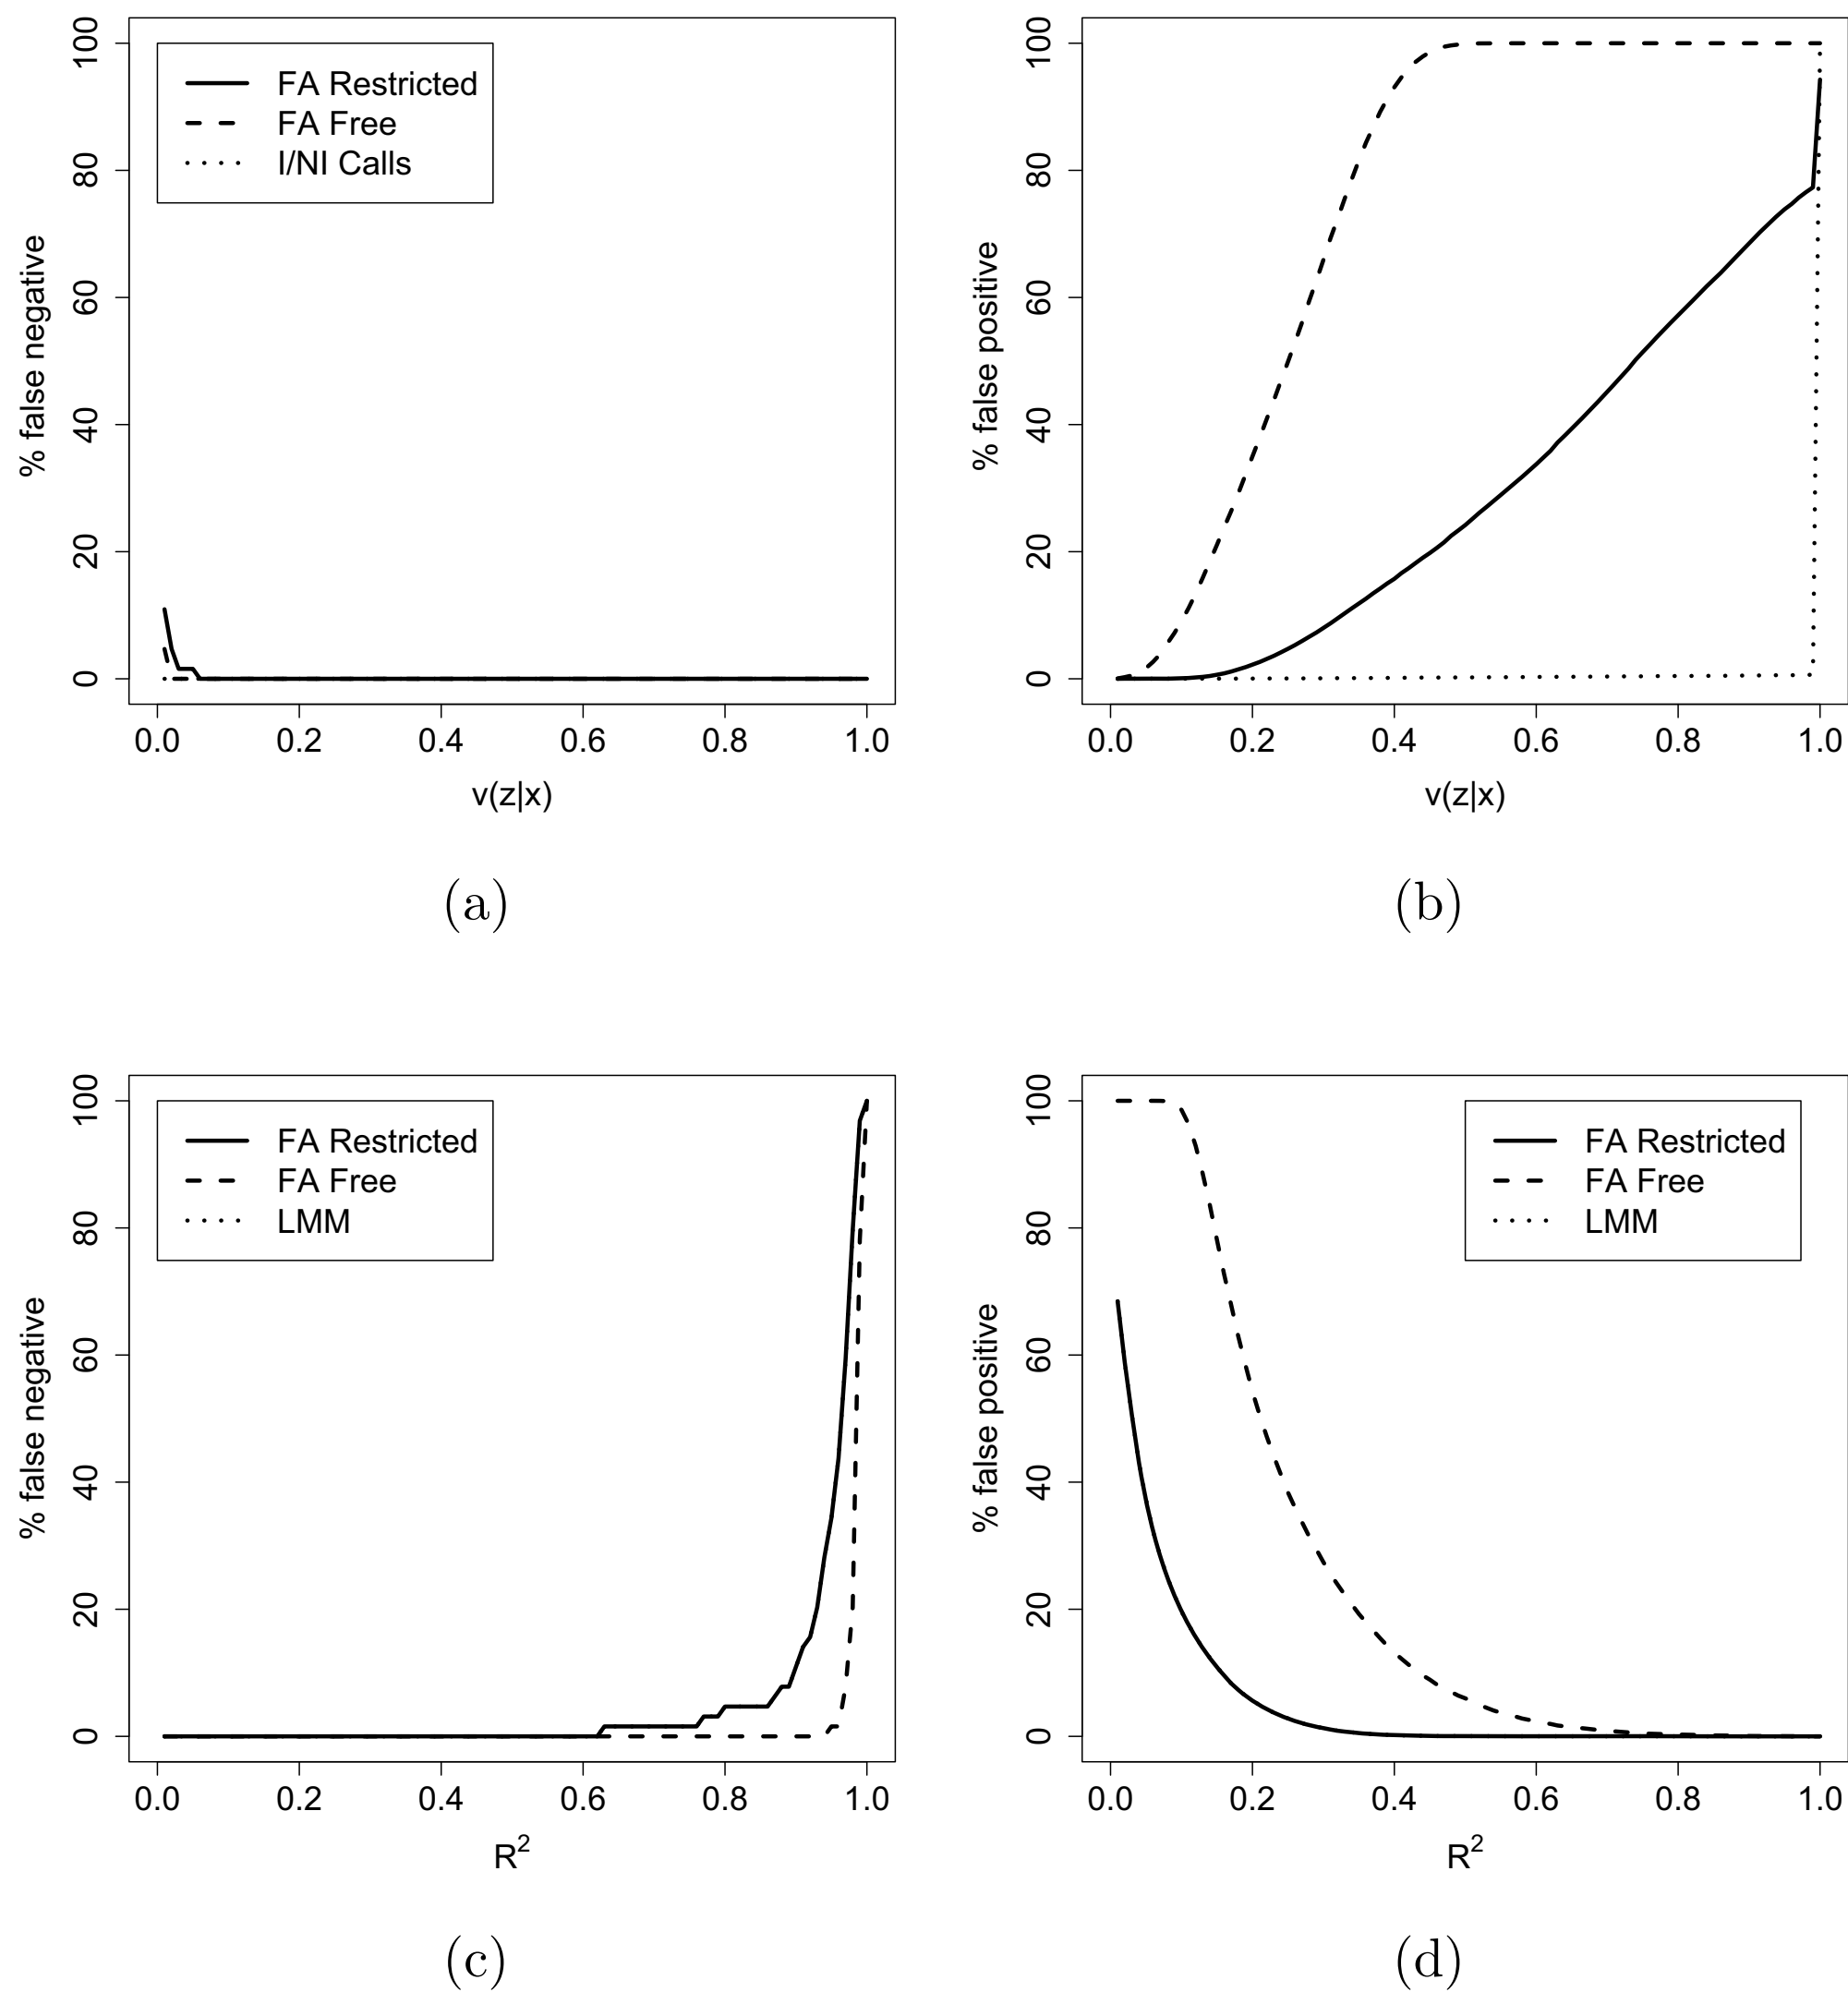 FA Restricted
FA Free
I/NI Calls
% false negative
0 20 40 60 80 100
0.0 0.2 0.4 0.6 0.8 1.0
v(z|x)
(a)
% false positive
0 20 40 60 80 100
0.0 0.2 0.4 0.6 0.8 1.0
v(z|x)
(b)
FA Restricted
FA Free
LMM
% false negative
0 20 40 60 80 100
0.0 0.2 0.4 0.6 0.8 1.0
R²
(c)
FA Restricted
FA Free
LMM
% false positive
0 20 40 60 80 100
0.0 0.2 0.4 0.6 0.8 1.0
R²
(d)